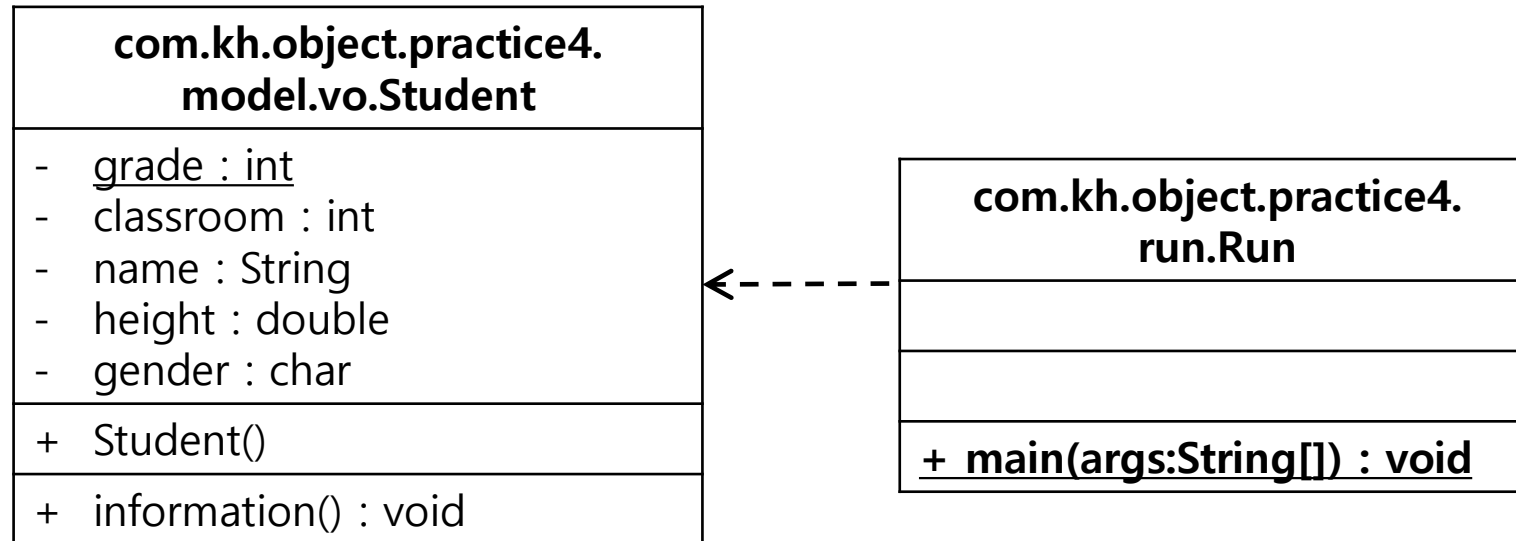 com.kh.object.practice4.
model.vo.Student
- grade : int
- classroom : int
- name : String
- height : double
- gender : char
+ Student()
+ information() : void
com.kh.object.practice4.
run.Run
+ main(args:String[]) : void